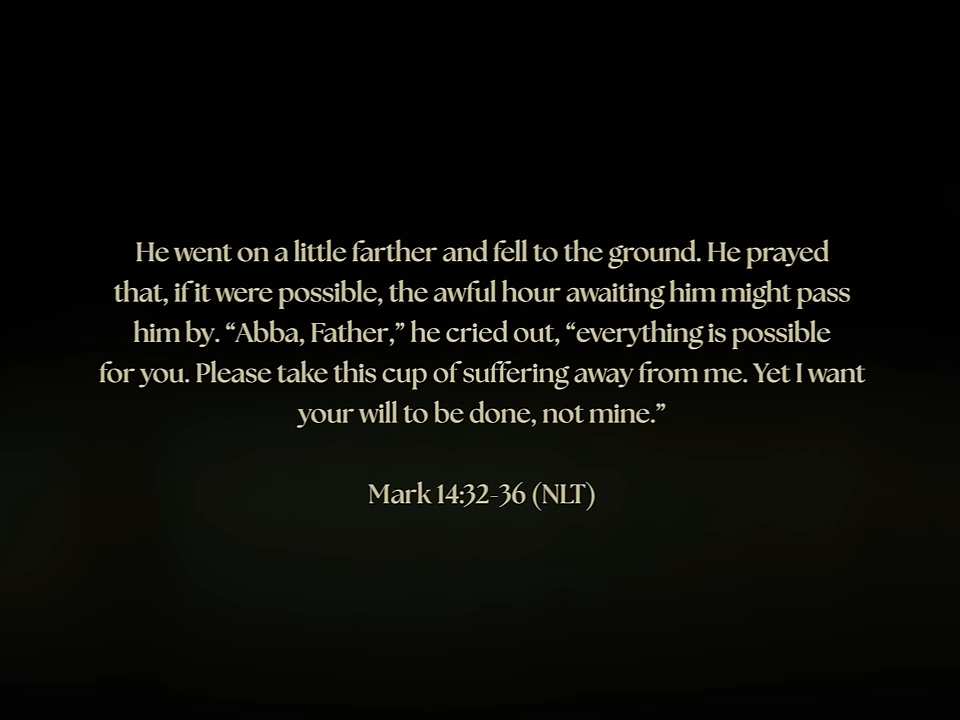 He went on a little farther and fell to the ground. He prayed
that, if it were possible, the awful hour awaiting him might pass
him by. “Abba, Father,” he cried out, “everything is possible
for you. Please take this cup of suffering away from me. Yet I want
your will to be done, not mine.”
Mark 14:32-36 (NLT)